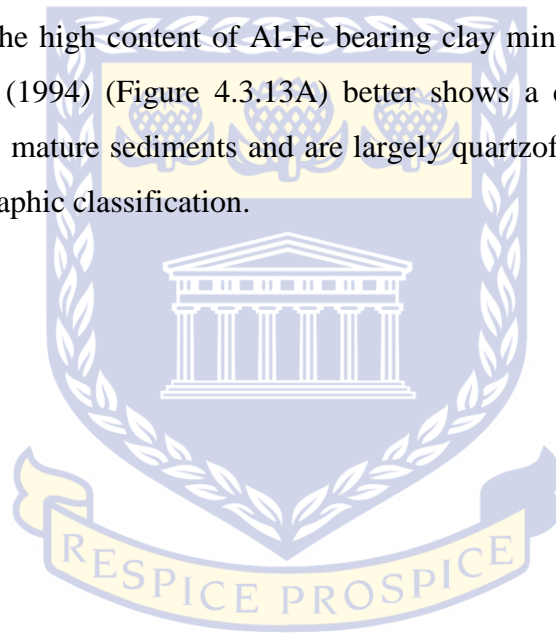 he high content of Al-Fe bearing clay min
(1994) (Figure 4.3.13A) better shows a
mature sediments and are largely quartzof
aphic classification.
RESPICE PROSPICE